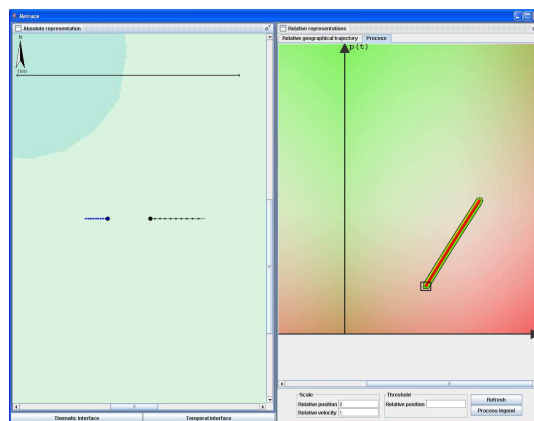 Retrace
Absolute representation
N
1km
Thematic interface
Temporal interface
Relative representations
Relative geographical trajectory
Process
p(t)
Scale
Relative position
Relative velocity 1
Threshold
Relative position
Refresh
Process legend